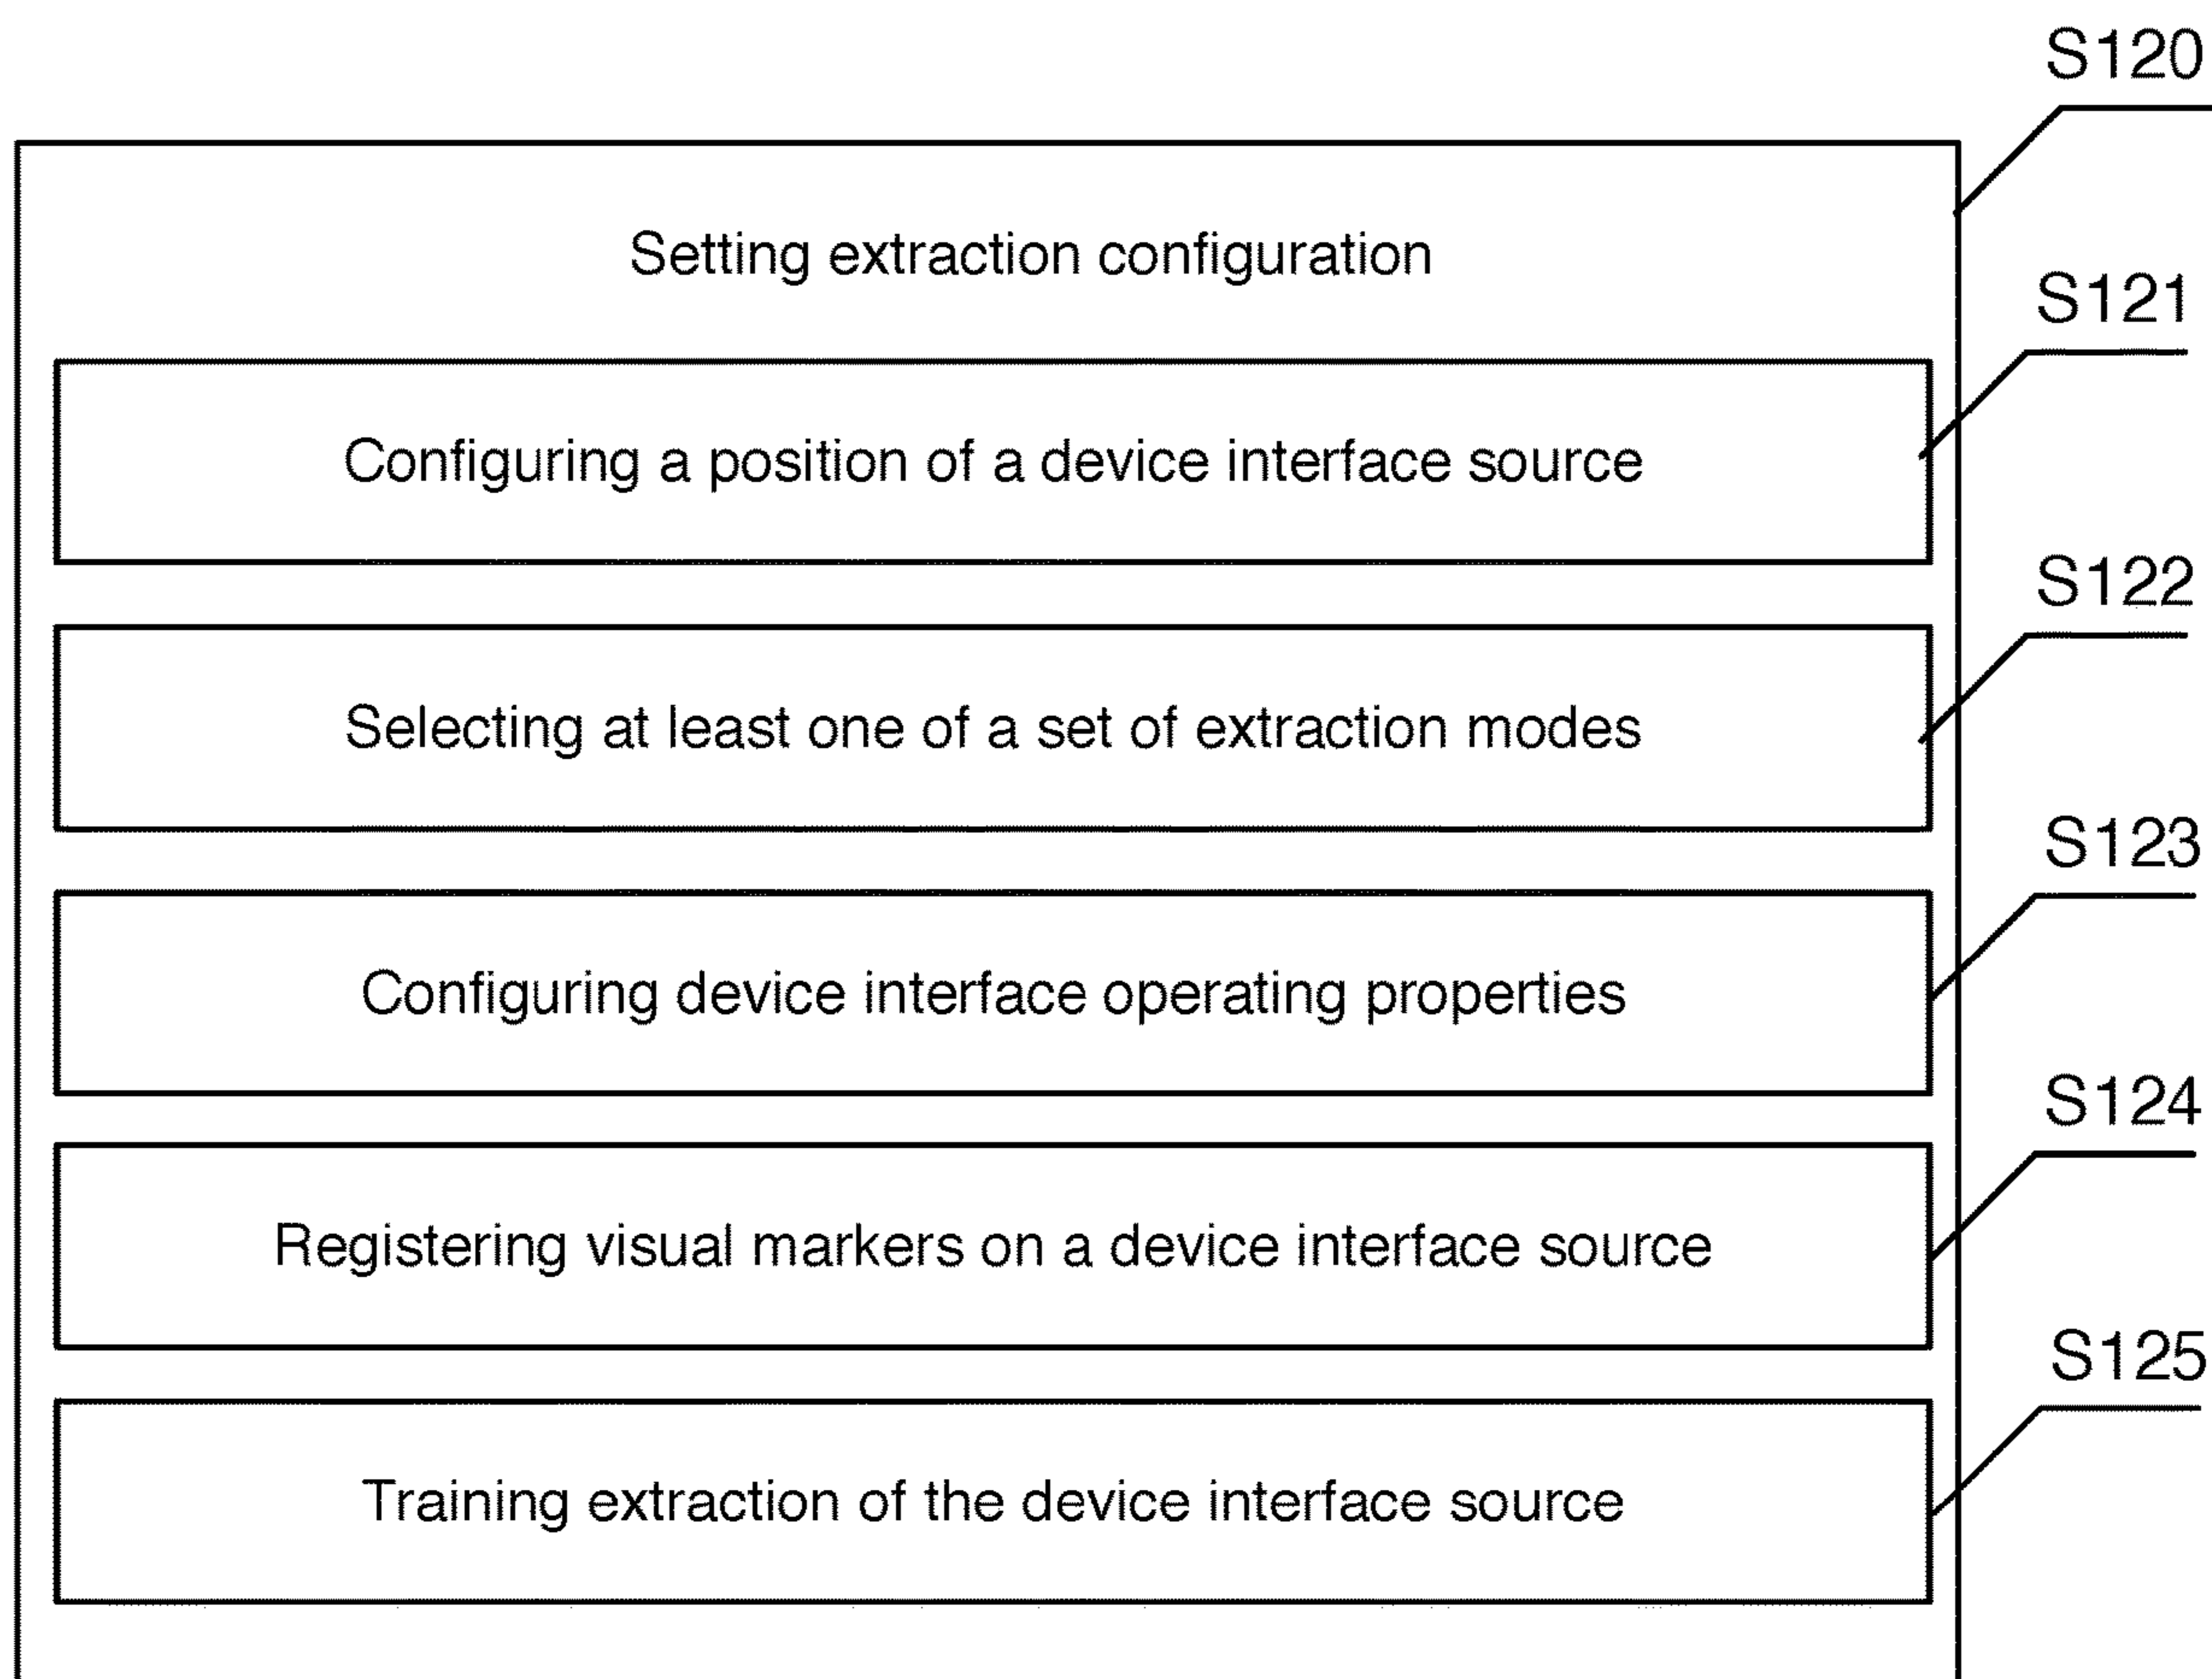 S120
Setting extraction configuration
S121
Configuring a position of a device interface source
S122
Selecting at least one of a set of extraction modes
S123
Configuring device interface operating properties
S124
Registering visual markers on a device interface source
S125
Training extraction of the device interface source